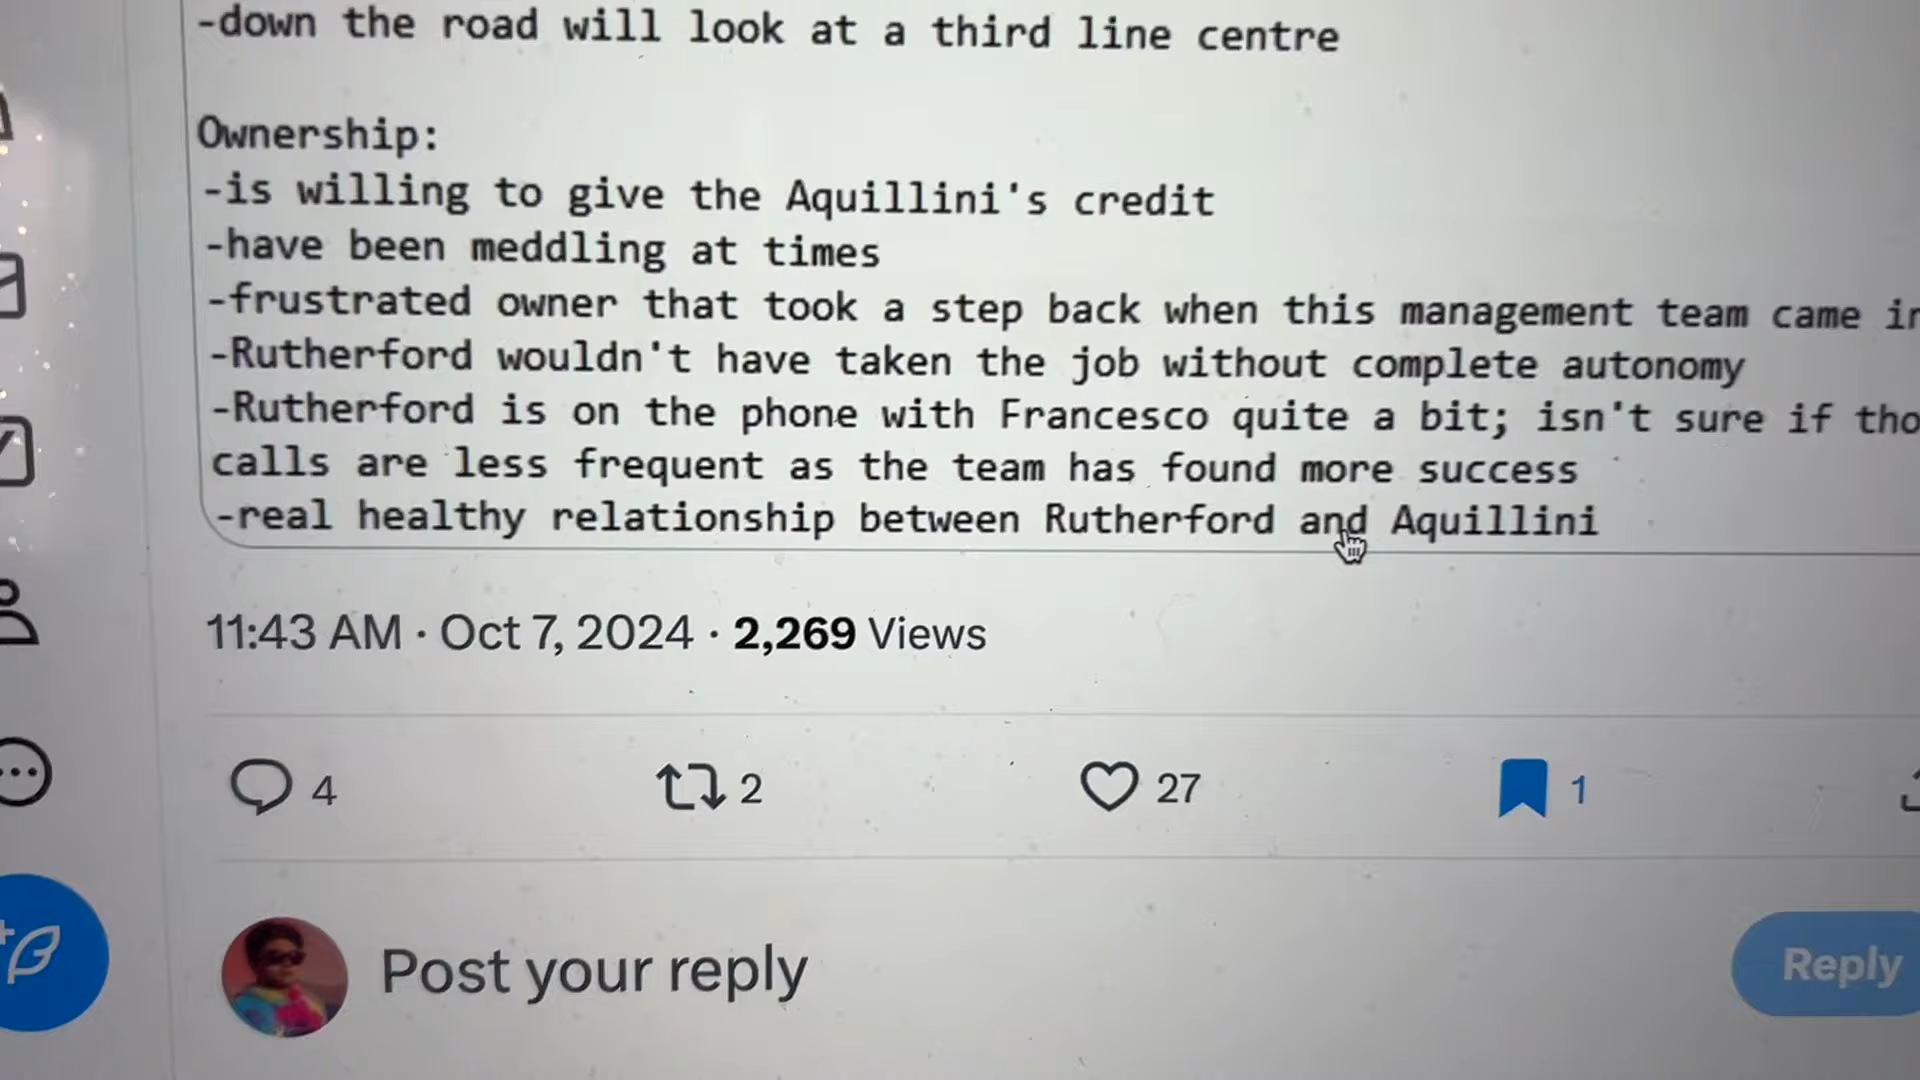 -down the road will look at a third line centre
Ownership:
-is willing to give the Aquillini's credit
-have been meddling at times
-frustrated owner that took a step back when this management team came
-Rutherford wouldn't have taken the job without complete autonomy
-Rutherford is on the phone with Francesco quite a bit; isn't sure if
calls are less frequent as the team has found more success
-real healthy relationship between Rutherford and Aquillini
11:43 AM · Oct 7, 2024 · 2,269 Views
4 2 27 1
Post your reply
Reply